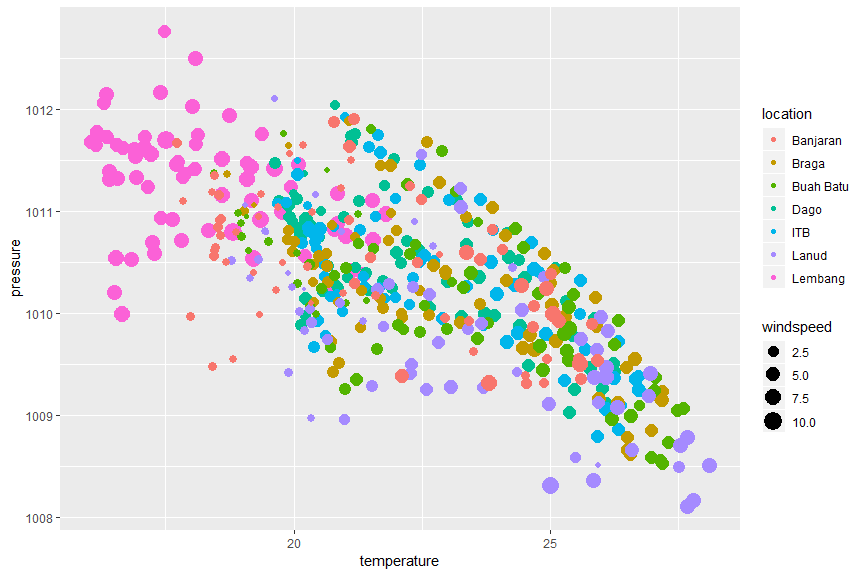 1012
1011
1010
1009
1008
pressure
20
25
temperature
location
Banjaran
Braga
Buah Batu
Dago
ITB
Lanud
Lembang
windspeed
2.5
5.0
7.5
10.0